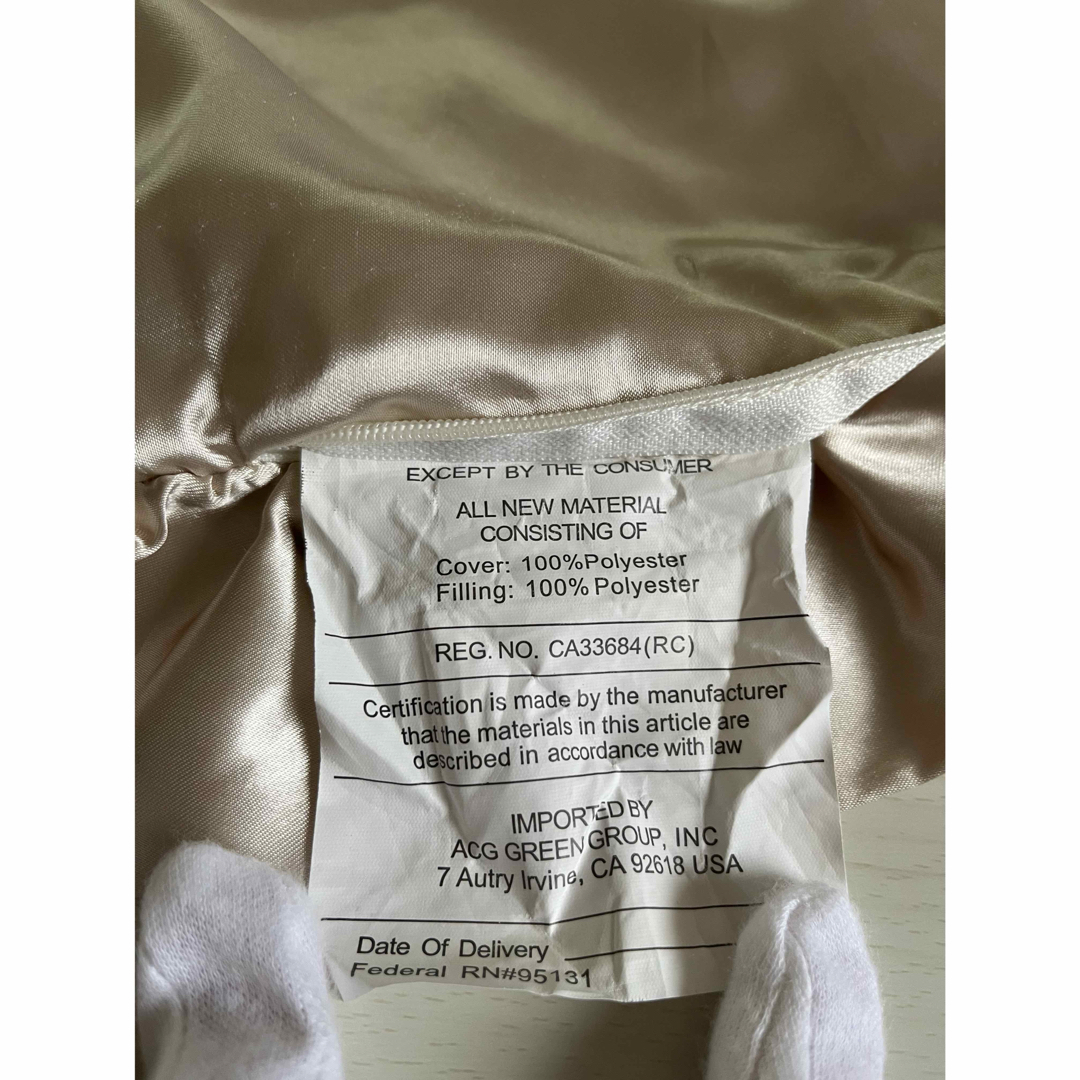 EXCEPT BY THE CONSUMER
ALL NEW MATERIAL
CONSISTING OF
Cover: 100%Polyester
Filling: 100% Polyester
REG. NO. CA33684(RC)
Certification is made by the manufacturer
that the materials in this article are
described in accordance with law
IMPORTED BY
ACG GREEN GROUP, INC
7 Autry Irvine, CA 92618 USA
Date Of Delivery
Federal RN#95131